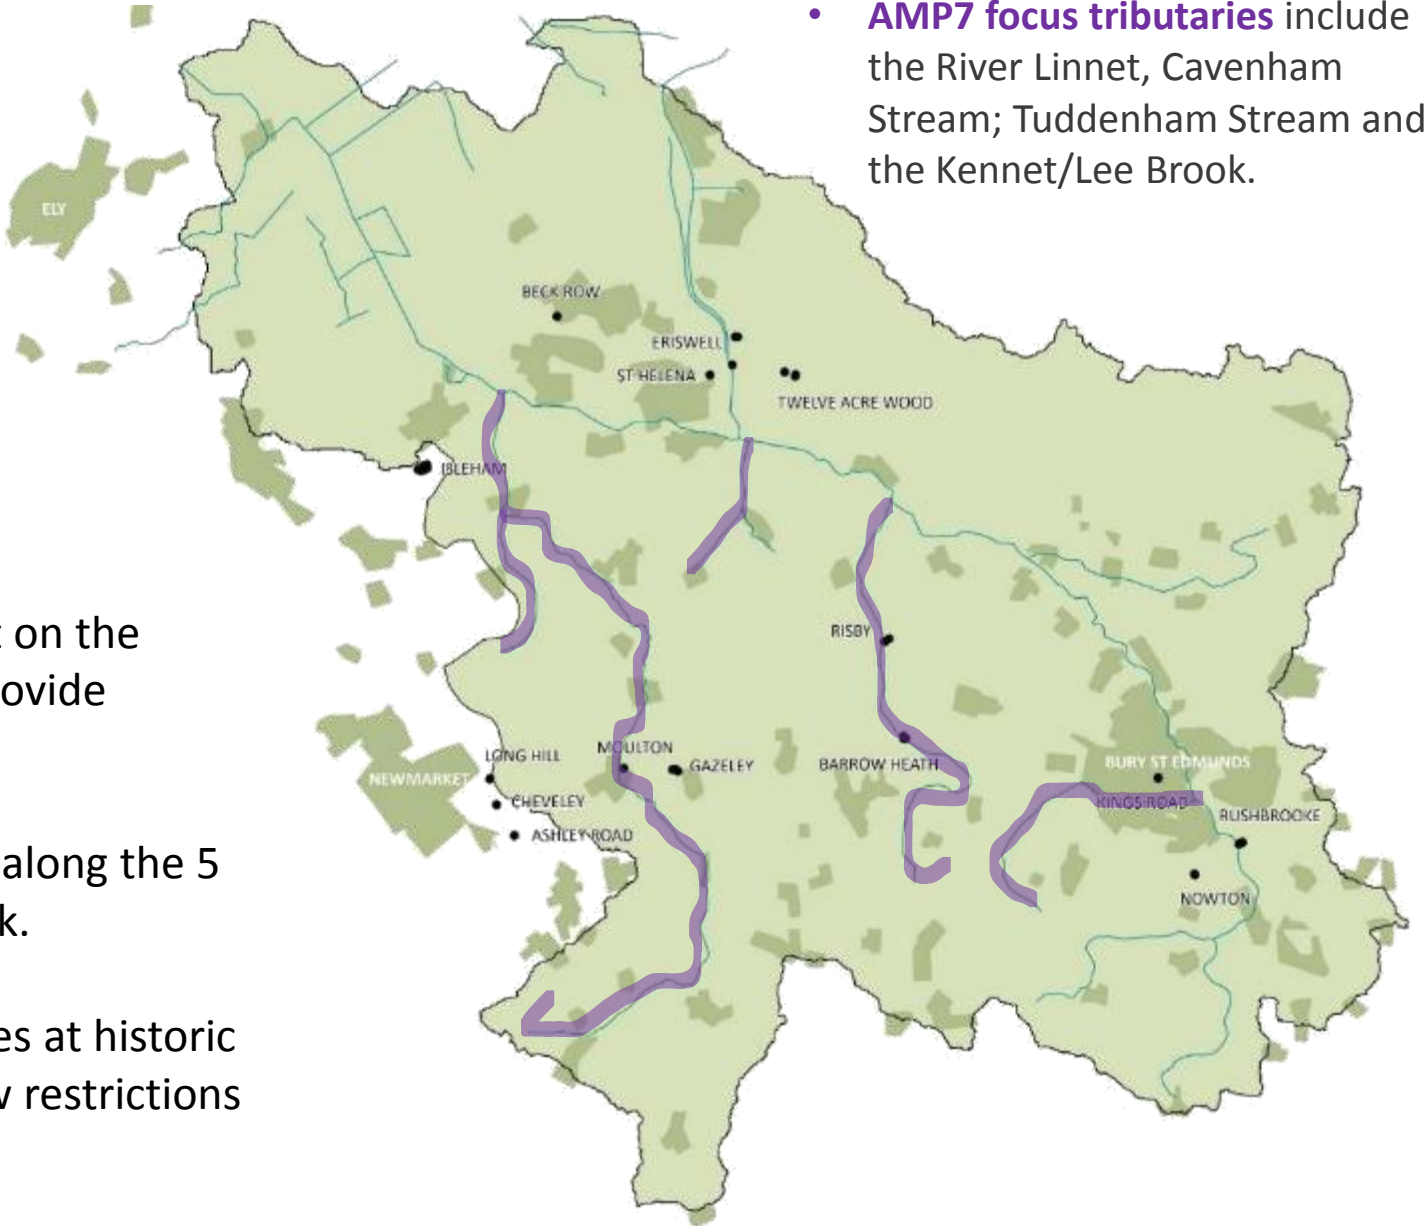 • AMP7 focus tributaries include
the River Linnet, Cavenham
Stream; Tuddenham Stream and
the Kennet/Lee Brook.
ELY
BECK ROW
ERISWELL
ST HELENA
TWELVE ACRE WOOD
ISLEHAM
t on the
ovide
RISBY
LONG HILL
MOULTON
GAZELEY
BARROW HEATH
BURY ST EDMUNDS
NEWMARKET
CHEVELEY
KINGS ROAD
RUSHBROOKE
ASHLEY ROAD
along the 5
k.
NOWTON
es at historic
w restrictions